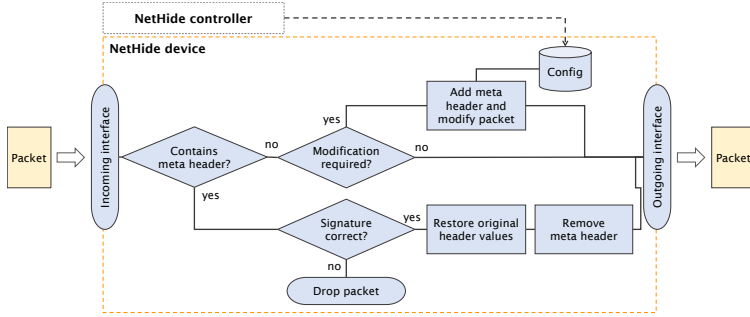 NetHide controller
NetHide device
Config
Add meta
header and
modify packet
yes
Packet
Incoming interface
Contains
meta header?
no
Modification
required?
no
Outgoing interface
Packet
yes
Signature
correct?
yes
Restore original
header values
Remove
meta header
no
Drop packet